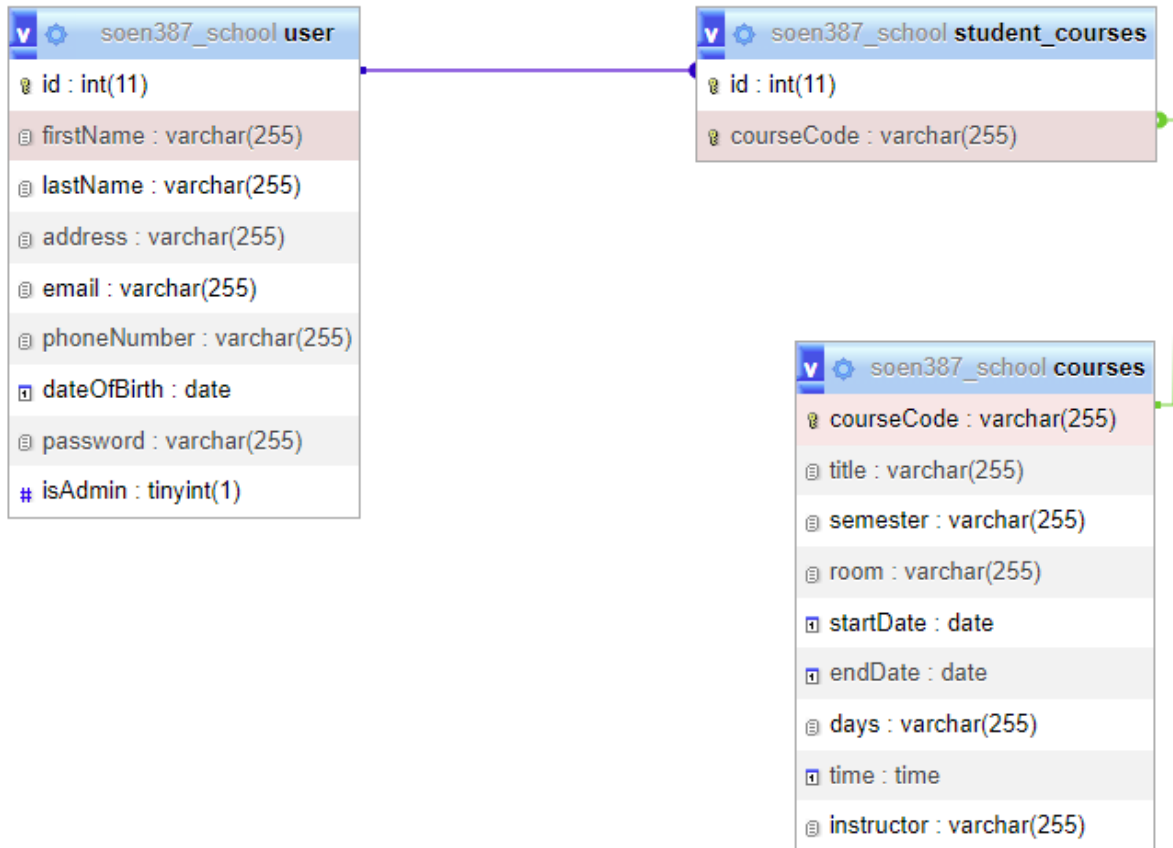 v soen387_school user
id : int(11)
firstName : varchar(255)
lastName : varchar(255)
address : varchar(255)
email : varchar(255)
phoneNumber : varchar(255)
dateOfBirth : date
password : varchar(255)
# isAdmin : tinyint(1)
v soen387_school student_courses
id : int(11)
courseCode : varchar(255)
v soen387_school courses
courseCode : varchar(255)
title : varchar(255)
semester : varchar(255)
room : varchar(255)
startDate : date
endDate : date
days : varchar(255)
time : time
instructor : varchar(255)